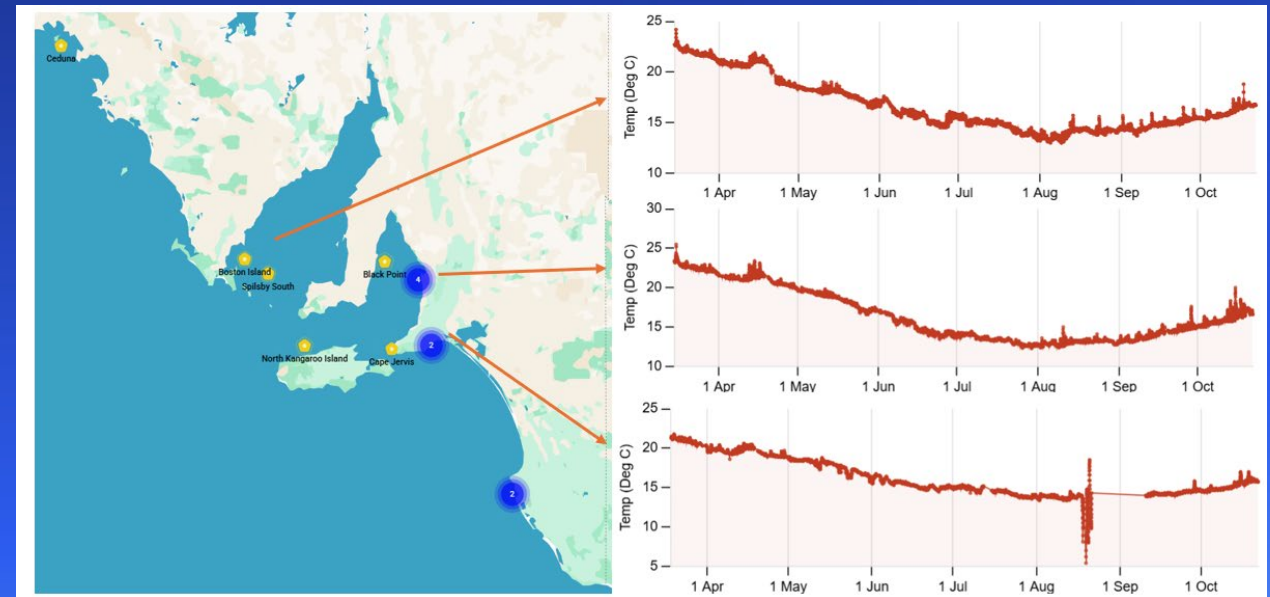 Ceduna
Boston Island
Spilsby South
Black Point
4
North Kangaroo Island
Cape Jervis
2
2
Temp (Deg C)
25
20
15
10
1 Apr
1 May
1 Jun
1 Jul
1 Aug
1 Sep
1 Oct
Temp (Deg C)
30
25
20
15
10
1 Apr
1 May
1 Jun
1 Jul
1 Aug
1 Sep
1 Oct
Temp (Deg C)
25
20
15
10
5
1 Apr
1 May
1 Jun
1 Jul
1 Aug
1 Sep
1 Oct